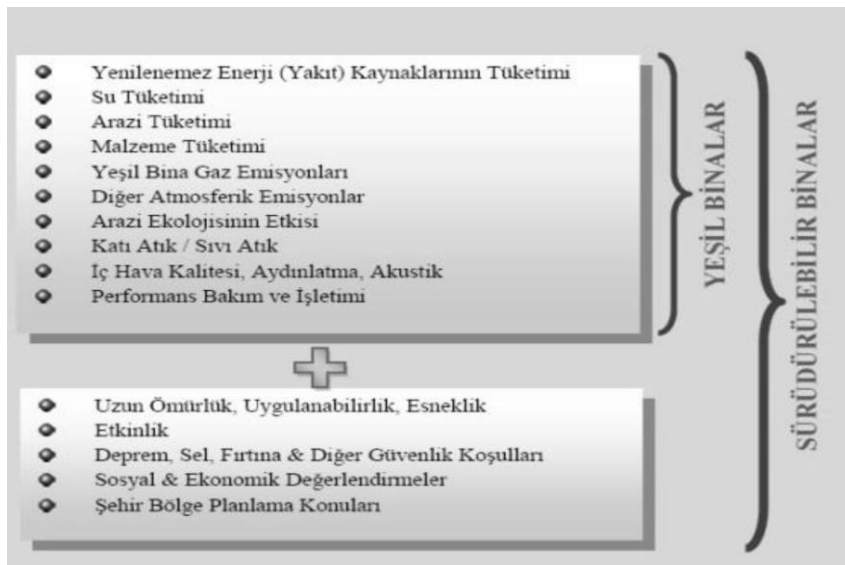 Yenilenemez Enerji (Yakıt) Kaynaklarının Tüketimi
Su Tüketimi
Arazi Tüketimi
Malzeme Tüketimi
Yeşil Bina Gaz Emisyonları
Diğer Atmosferik Emisyonlar
Arazi Ekolojisinin Etkisi
Katı Atık / Sıvı Atık
İç Hava Kalitesi, Aydınlatma, Akustik
Performans Bakım ve İşletimi
YEŞİL BİNALAR
Uzun Ömürlük, Uygulanabilirlik, Esneklik
Etkinlik
Deprem, Sel, Fırtına & Diğer Güvenlik Koşulları
Sosyal & Ekonomik Değerlendirmeler
Şehir Bölge Planlama Konuları
SÜRÜDÜRÜLEBİLİR BİNALAR